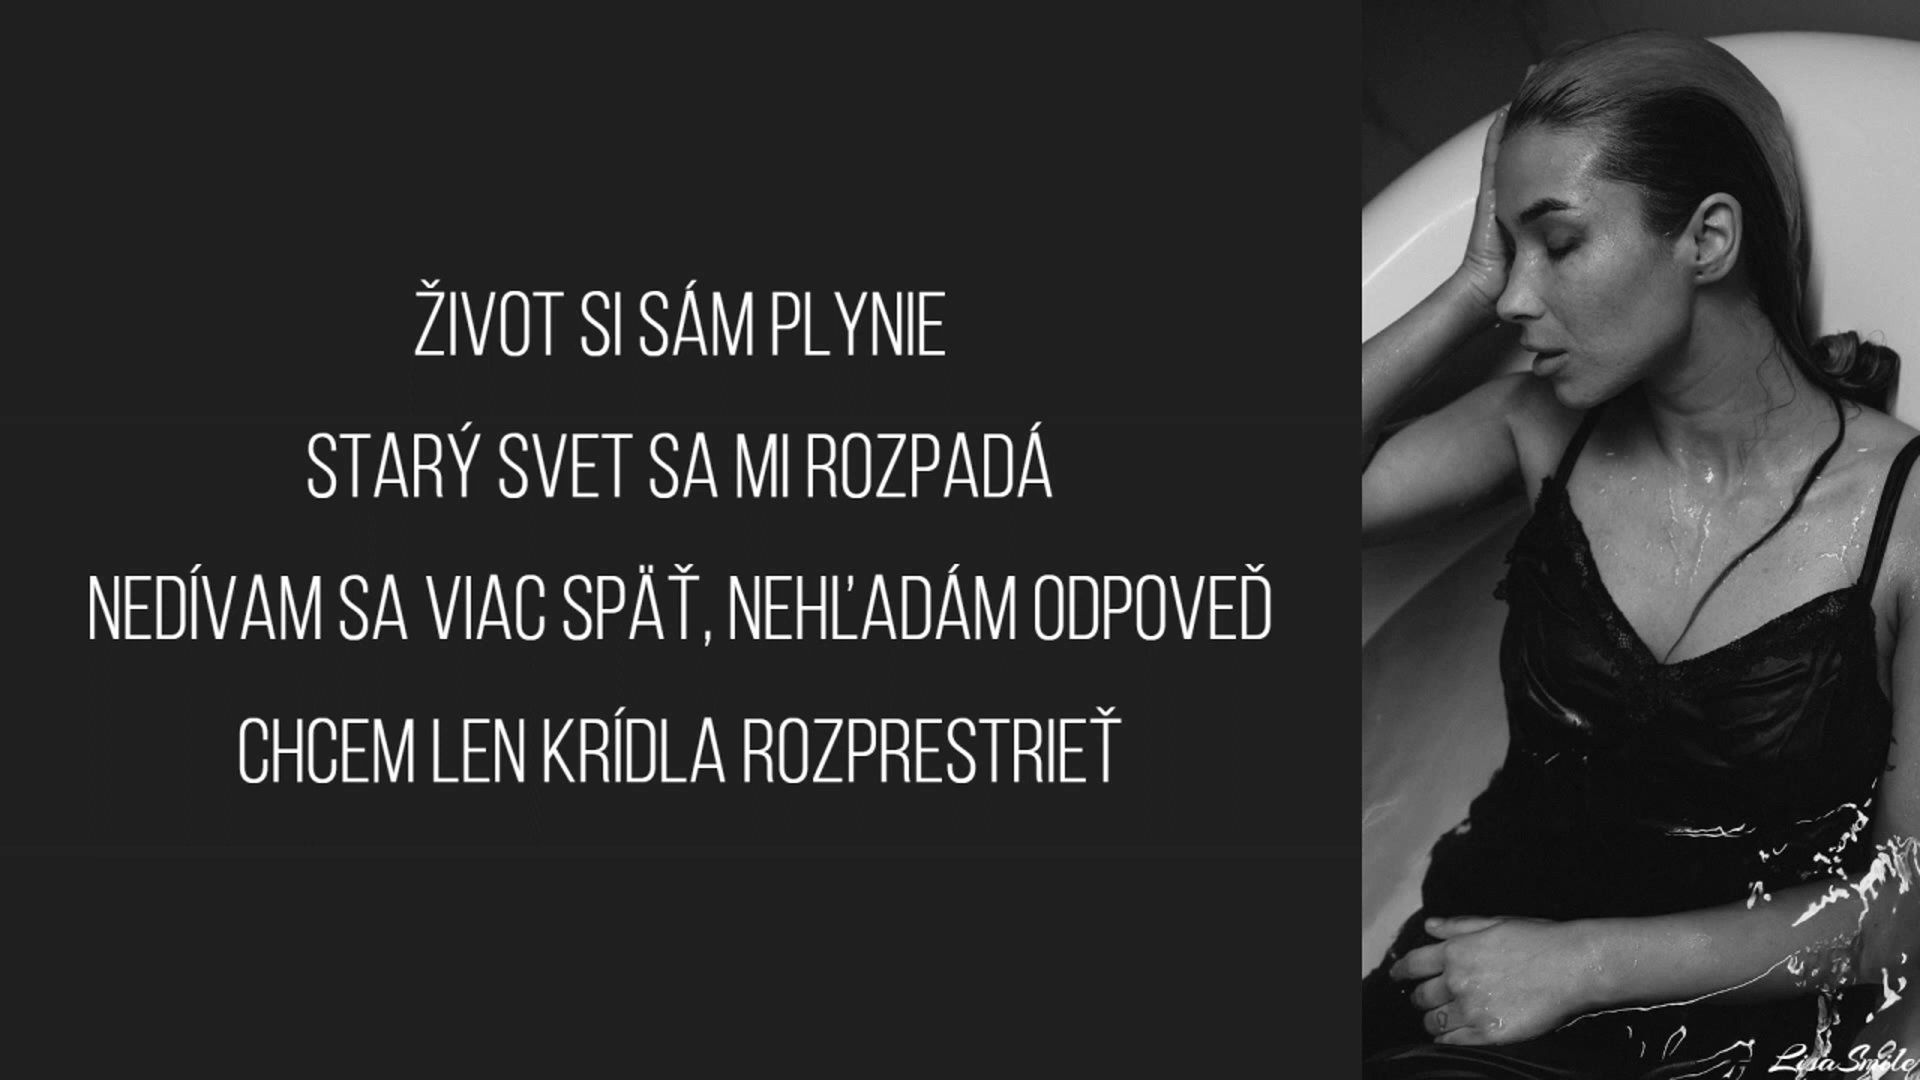 ŽIVOT SI SÁM PLYNIE
STARÝ SVET SA MI ROZPADÁ
NEDÍVAM SA VIAC SPÄŤ, NEHĽADÁM ODPOVEĎ
CHCEM LEN KRÍDLA ROZPRESTRIEŤ
LisaSmile